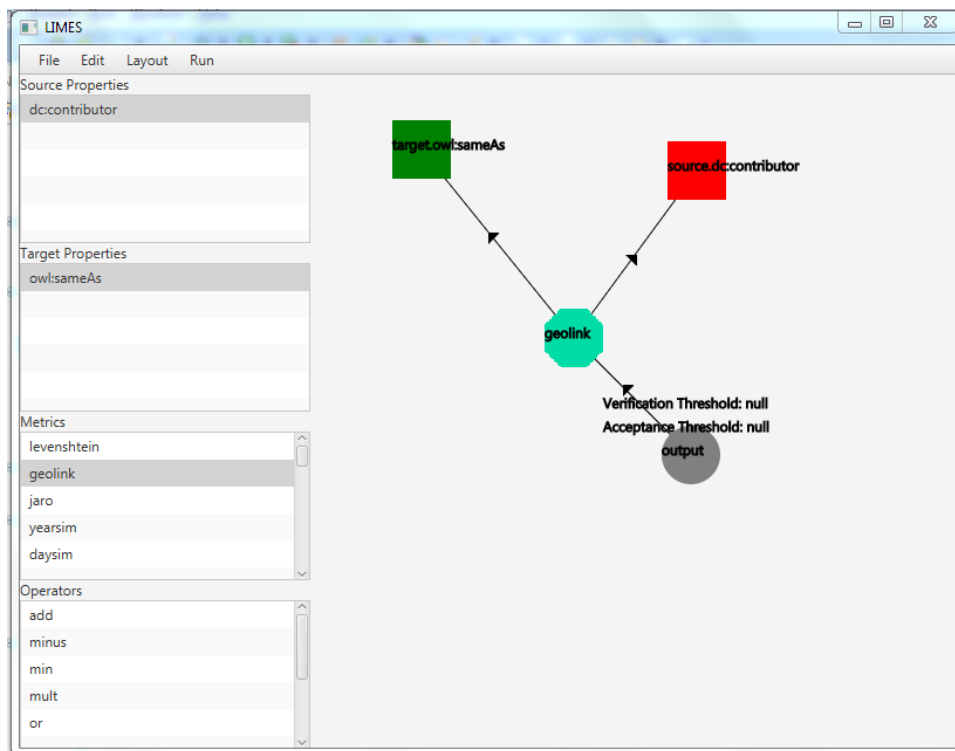 LIMES
File Edit Layout Run
Source Properties
dc:contributor
Target Properties
owl:sameAs
Metrics
levenshtein
geolink
jaro
yearsim
daysim
Operators
add
minus
min
mult
or
target.owl:sameAs
source.dc:contributor
geolink
Verification Threshold: null
Acceptance Threshold: null
output